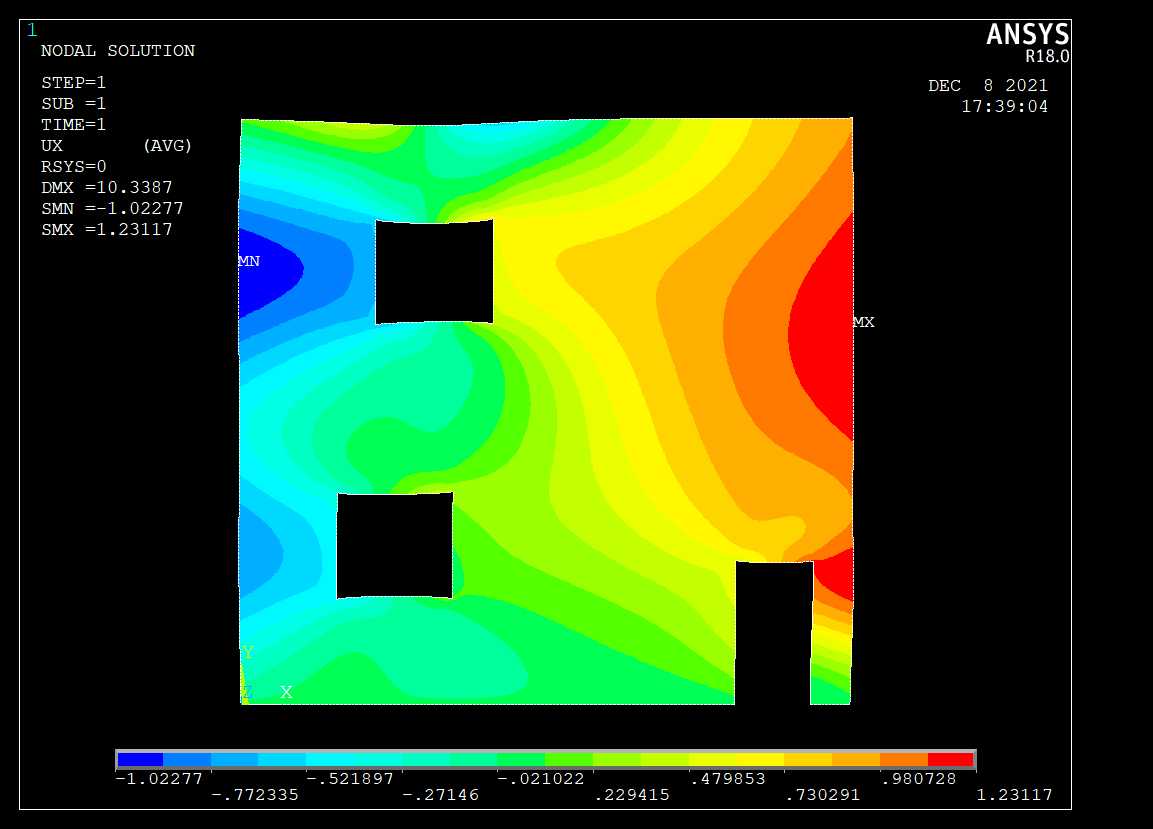 1
ANSYS
R18.0
NODAL SOLUTION
STEP=1
SUB =1
TIME=1
UX (AVG)
RSYS=0
DMX =10.3387
SMN =-1.02277
SMX =1.23117
DEC 8 2021
17:39:04
MN
MX
Y
Z X
-1.02277 -.521897 -.021022 .479853 .980728
-.772335 -.27146 .229415 .730291 1.23117